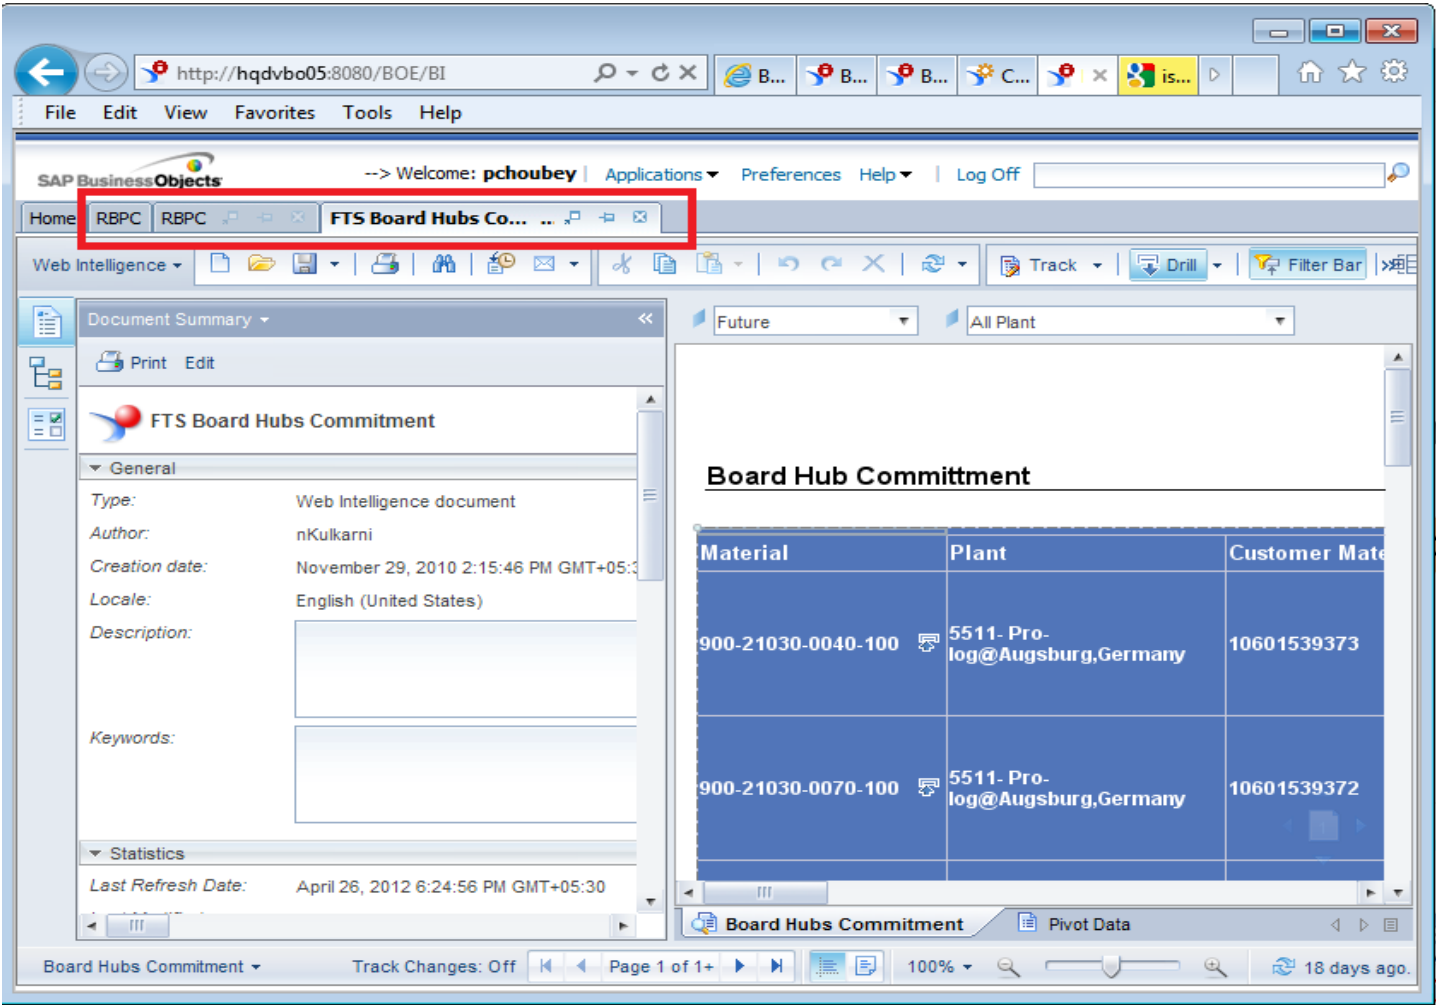 http://hqdvbo05:8080/BOE/BI
B...
B...
B...
C...
is...
File Edit View Favorites Tools Help
SAP BusinessObjects
--> Welcome: pchoubey | Applications Preferences Help | Log Off
Home RBPC RBPC FTS Board Hubs Co... ...
Web Intelligence Track Drill Filter Bar
Document Summary
Print Edit
FTS Board Hubs Commitment
General
Type: Web Intelligence document
Author: nKulkarni
Creation date: November 29, 2010 2:15:46 PM GMT+05:3
Locale: English (United States)
Description:
Keywords:
Statistics
Last Refresh Date: April 26, 2012 6:24:56 PM GMT+05:30
Future
All Plant
Board Hub Committment
Material Plant Customer Mate
900-21030-0040-100 5511- Pro-
log@Augsburg,Germany 10601539373
900-21030-0070-100 5511- Pro-
log@Augsburg,Germany 10601539372
Board Hubs Commitment Pivot Data
Board Hubs Commitment Track Changes: Off Page 1 of 1+ 100% 18 days ago.